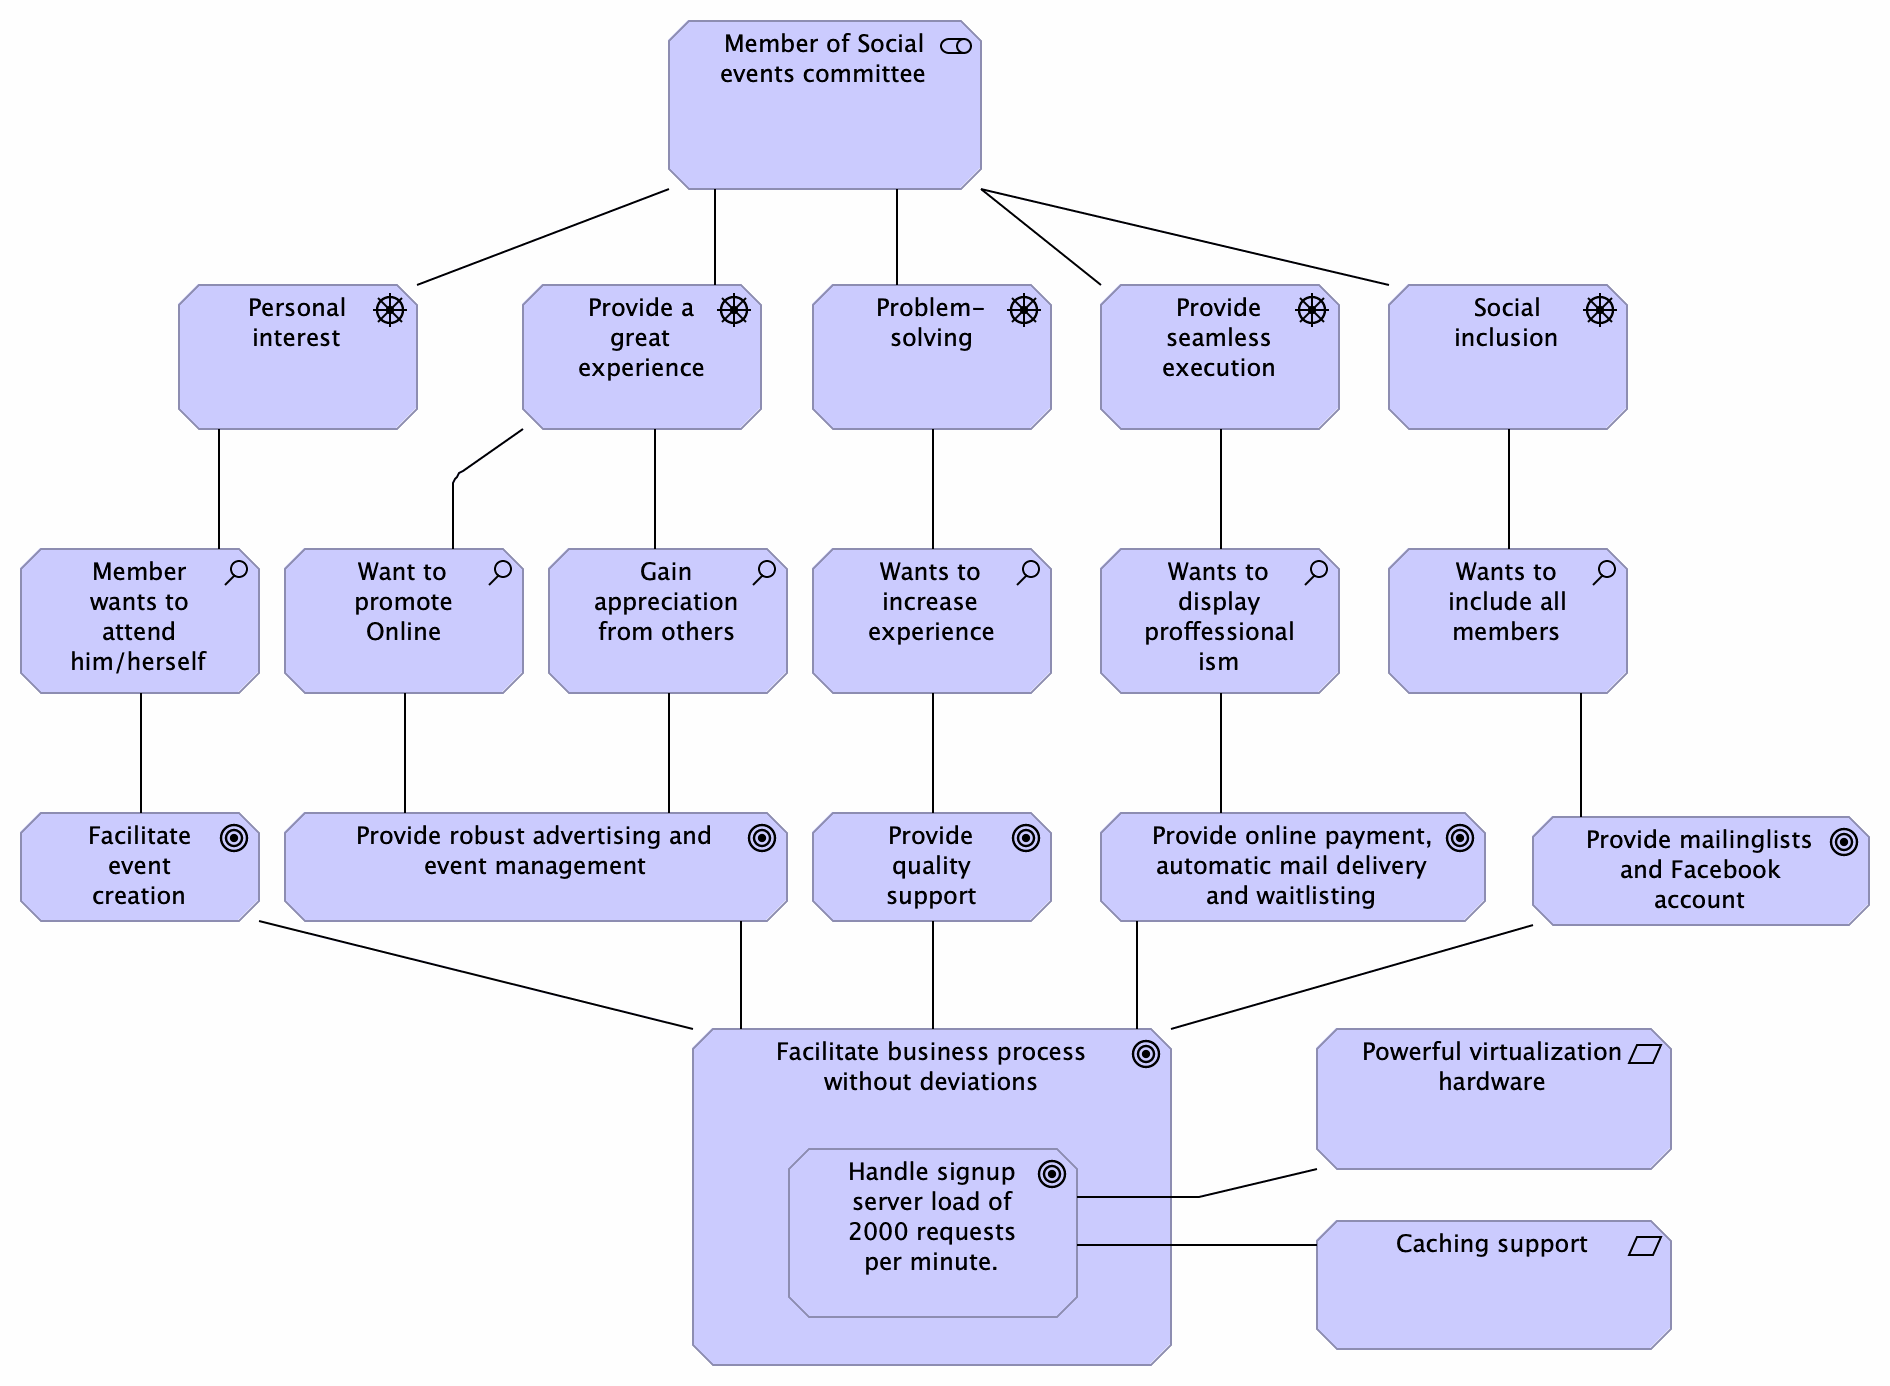 Member of Social
events committee
Personal
interest
Provide a
great
experience
Problem-
solving
Provide
seamless
execution
Social
inclusion
Member
wants to
attend
him/herself
Want to
promote
Online
Gain
appreciation
from others
Wants to
increase
experience
Wants to
display
proffessional
ism
Wants to
include all
members
Facilitate
event
creation
Provide robust advertising and
event management
Provide
quality
support
Provide online payment,
automatic mail delivery
and waitlisting
Provide mailinglists
and Facebook
account
Facilitate business process
without deviations
Handle signup
server load of
2000 requests
per minute.
Powerful virtualization
hardware
Caching support